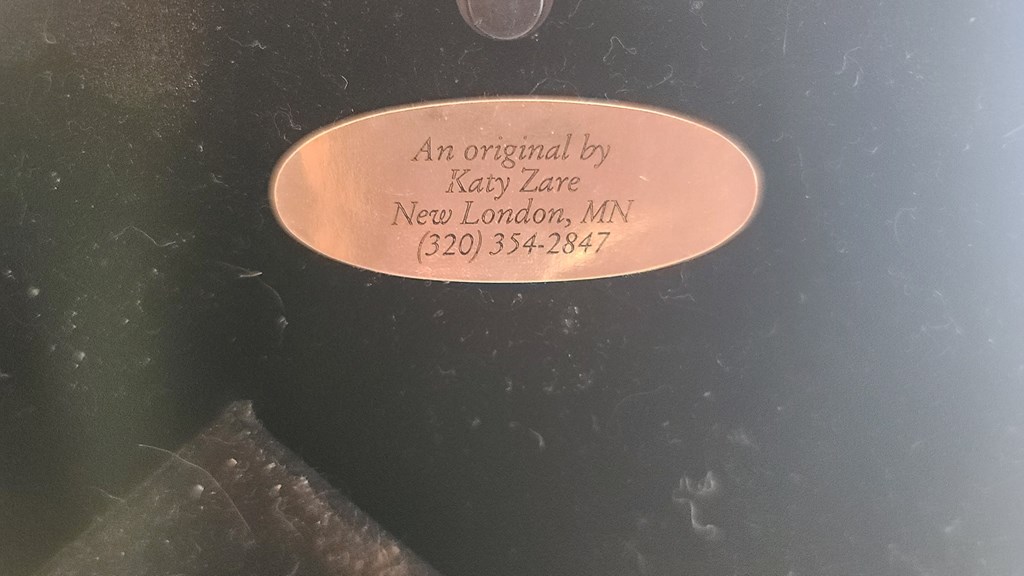 An original by
Katy Zare
New London, MN
(320) 354-2847